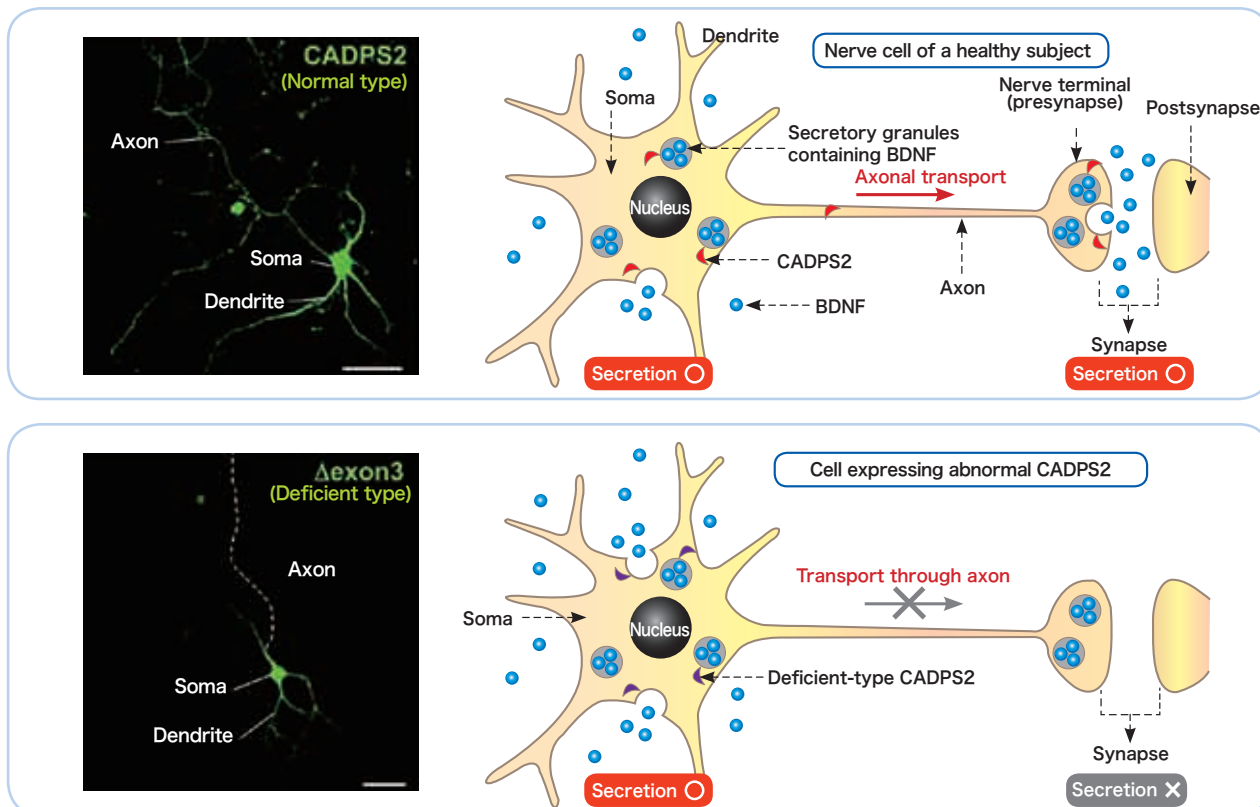 CADPS2
(Normal type)
Axon
Soma
Dendrite
Dendrite
Nerve cell of a healthy subject
Soma
Nerve terminal
(presynapse)
Postsynapse
Secretory granules
containing BDNF
Axonal transport
Nucleus
CADPS2
Axon
BDNF
Synapse
Secretion ○
Secretion ○
Δexon3
(Deficient type)
Axon
Soma
Dendrite
Cell expressing abnormal CADPS2
Transport through axon
Soma
Nucleus
Deficient-type CADPS2
Synapse
Secretion ○
Secretion ×